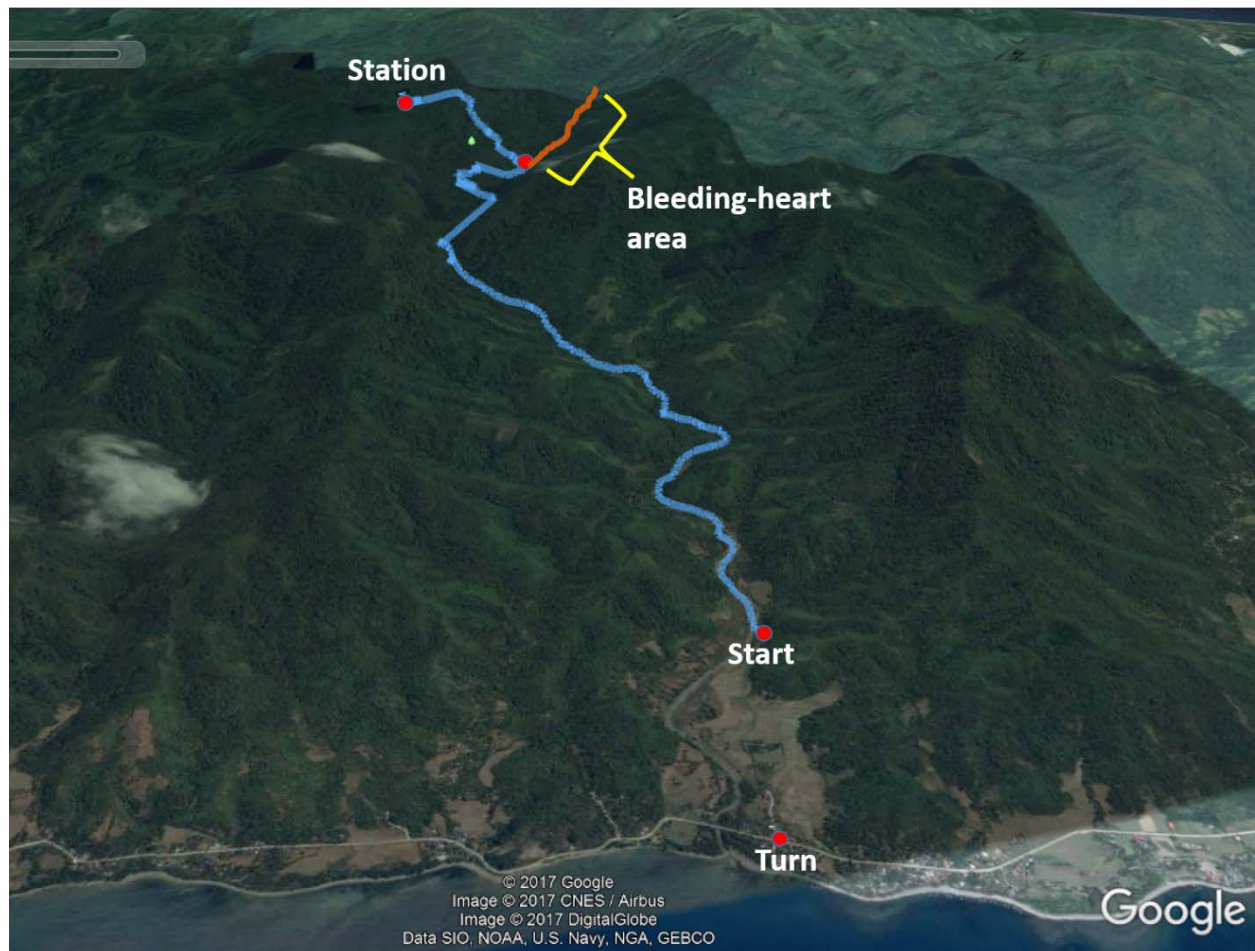 Station
Bleeding-heart
area
Start
Turn
© 2017 Google
Image © 2017 CNES / Airbus
Image © 2017 DigitalGlobe
Data SIO, NOAA, U.S. Navy, NGA, GEBCO
Google